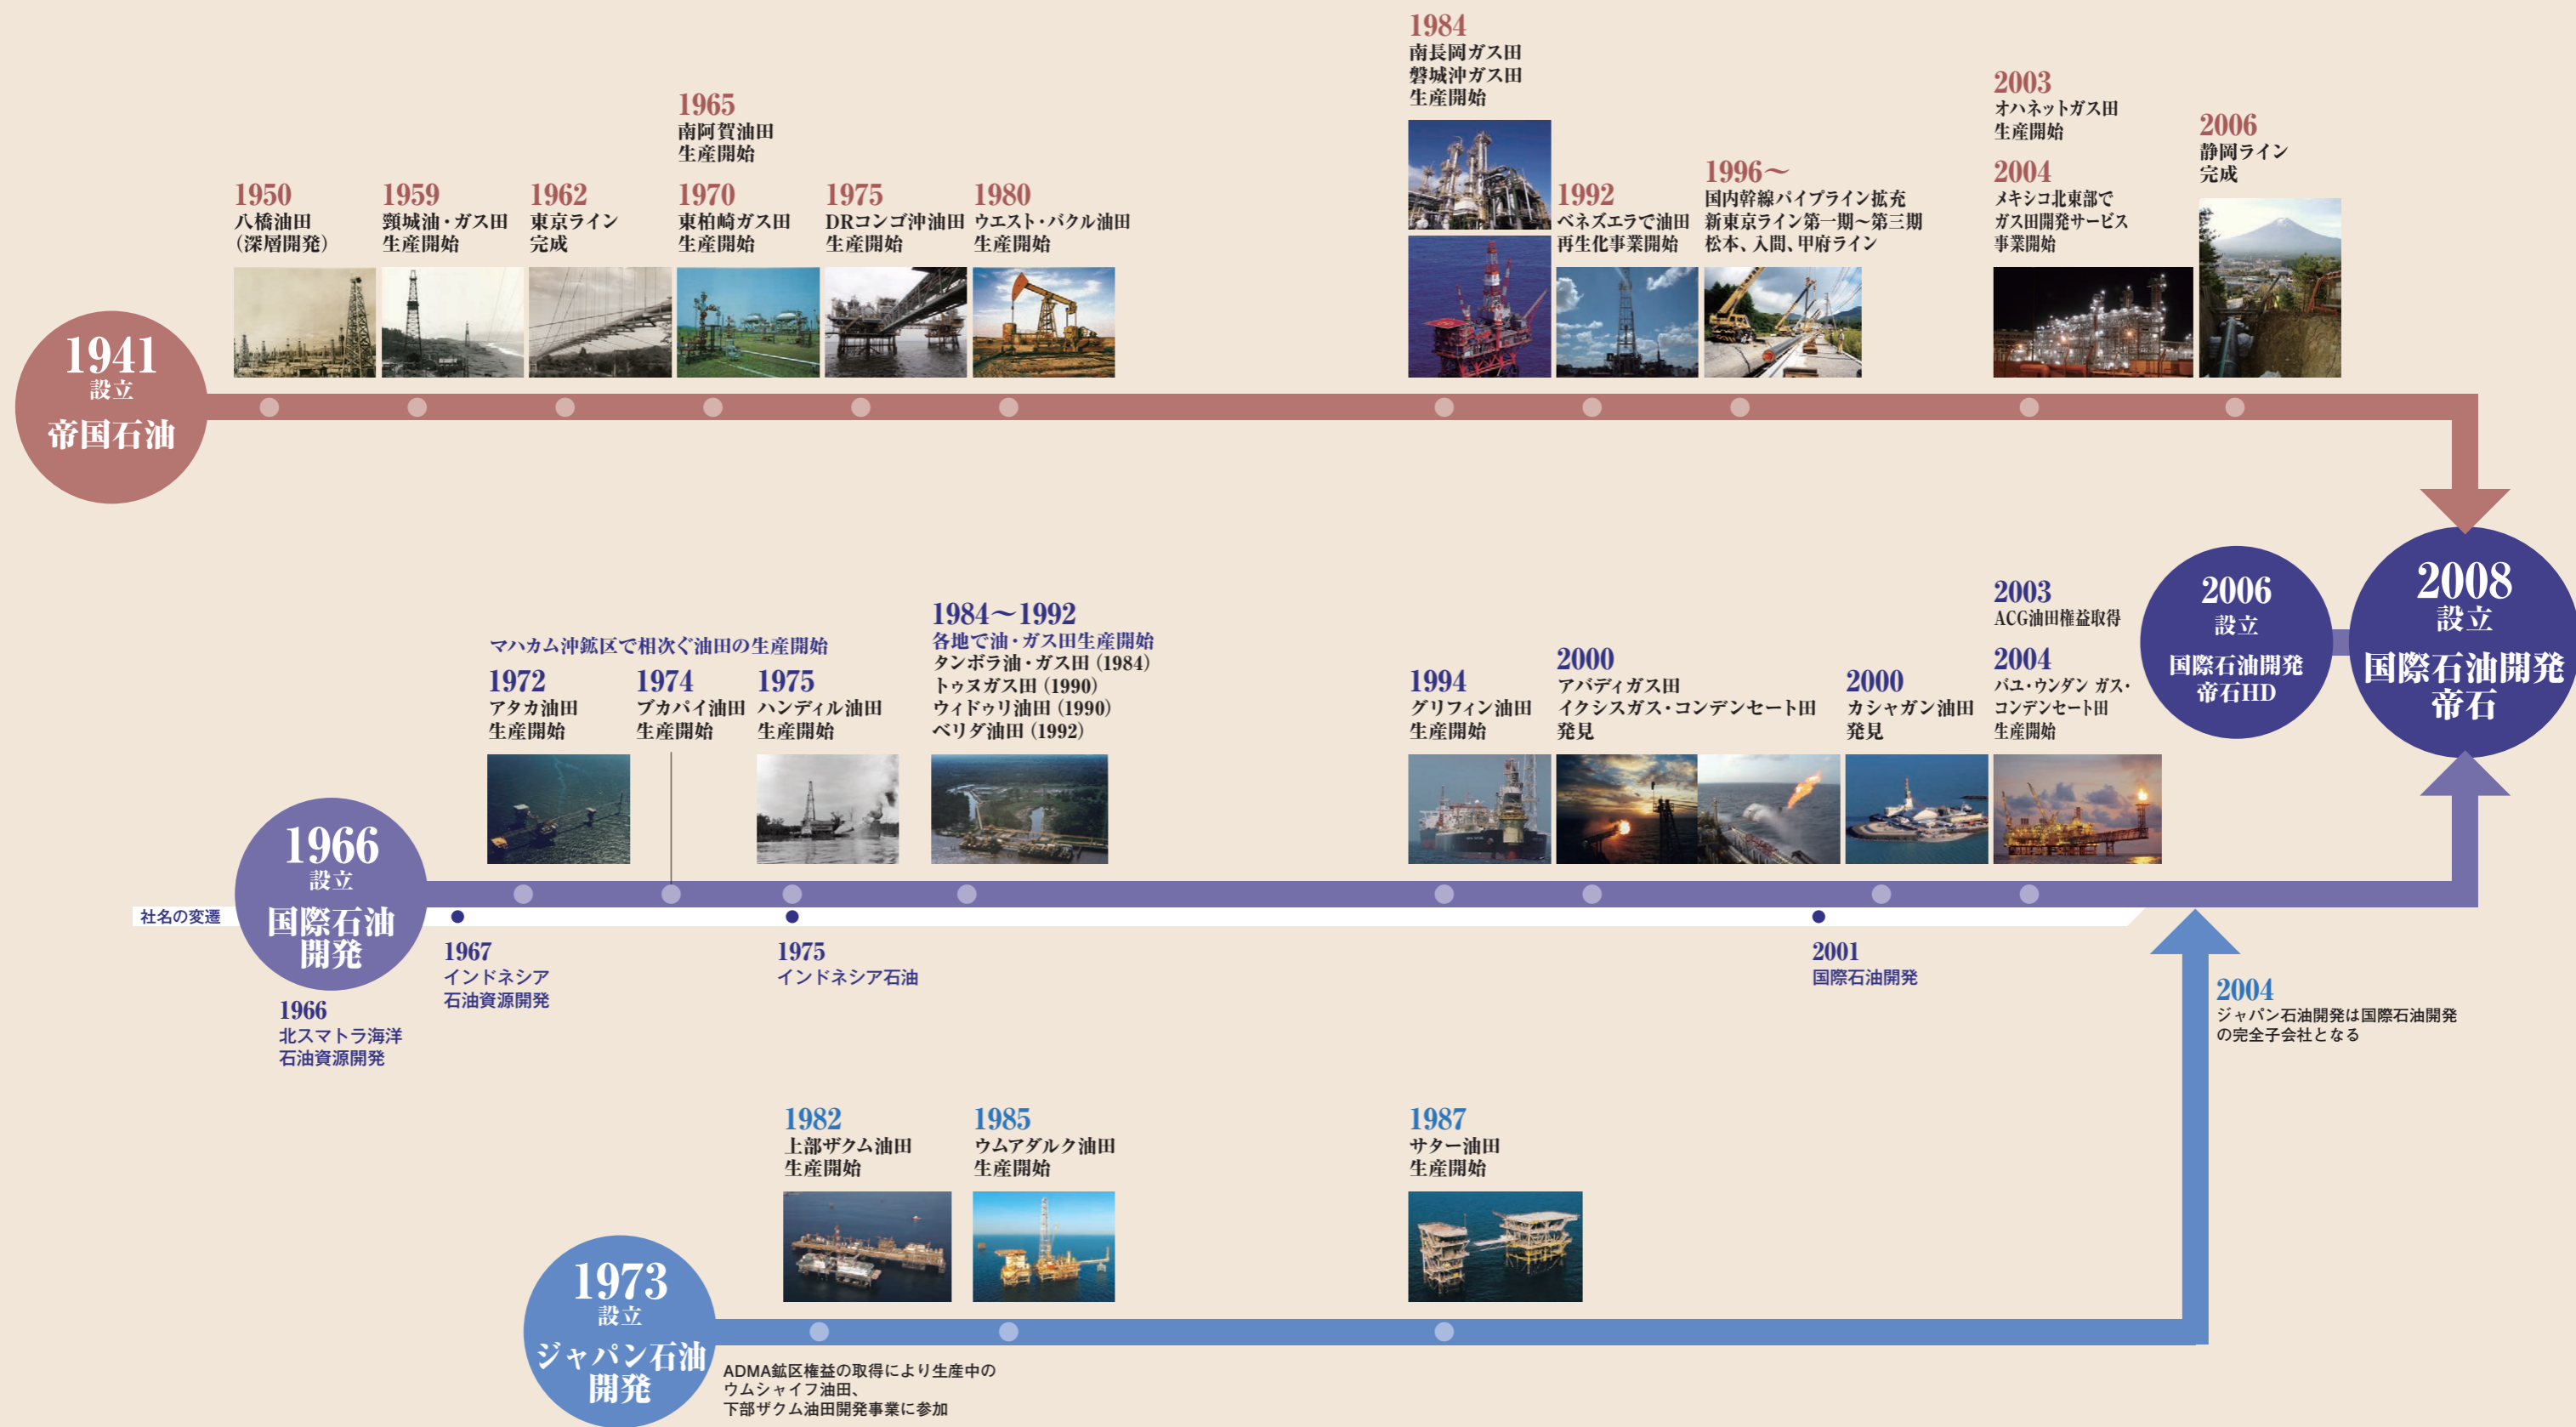 1941
設立
帝国石油
1950
八橋油田
（深層開発）
1959
頸城油・ガス田
生産開始
1962
東京ライン
完成
1965
南阿賀油田
生産開始
1970
東柏崎ガス田
生産開始
1975
DRコンゴ沖油田
生産開始
1980
ウエスト・バクル油田
生産開始
1984
南長岡ガス田
磐城沖ガス田
生産開始
1992
ベネズエラで油田
再生化事業開始
1996～
国内幹線パイプライン拡充
新東京ライン第一期～第三期
松本、入間、甲府ライン
2003
オハネットガス田
生産開始
2004
メキシコ北東部で
ガス田開発サービス
事業開始
2006
静岡ライン
完成
2006
設立
国際石油開発
帝石HD
2008
設立
国際石油開発
帝石
1966
設立
国際石油
開発
マハカム沖鉱区で相次ぐ油田の生産開始
1972
アタカ油田
生産開始
1974
ブカパイ油田
生産開始
1975
ハンディル油田
生産開始
1984～1992
各地で油・ガス田生産開始
タンボラ油・ガス田（1984）
トゥヌガス田（1990）
ウィドゥリ油田（1990）
ベリダ油田（1992）
1994
グリフィン油田
生産開始
2000
アバディガス田
イクシスガス・コンデンセート田
発見
2000
カシャガン油田
発見
2003
ACG油田権益取得
2004
バユ・ウンダン ガス・
コンデンセート田
生産開始
社名の変遷
1966
北スマトラ海洋
石油資源開発
1967
インドネシア
石油資源開発
1975
インドネシア石油
2001
国際石油開発
2004
ジャパン石油開発は国際石油開発
の完全子会社となる
1973
設立
ジャパン石油
開発
ADMA鉱区権益の取得により生産中の
ウムシャイフ油田、
下部ザクム油田開発事業に参加
1982
上部ザクム油田
生産開始
1985
ウムアダルク油田
生産開始
1987
サター油田
生産開始